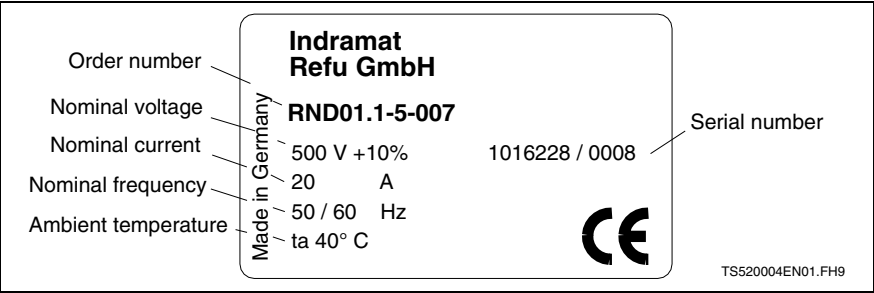 Indramat
Refu GmbH
Order number
RND01.1-5-007
Nominal voltage
500 V +10%
1016228 / 0008
Serial number
Nominal current
20 A
Nominal frequency
50 / 60 Hz
Ambient temperature
ta 40° C
Made in Germany
CE
TS520004EN01.FH9